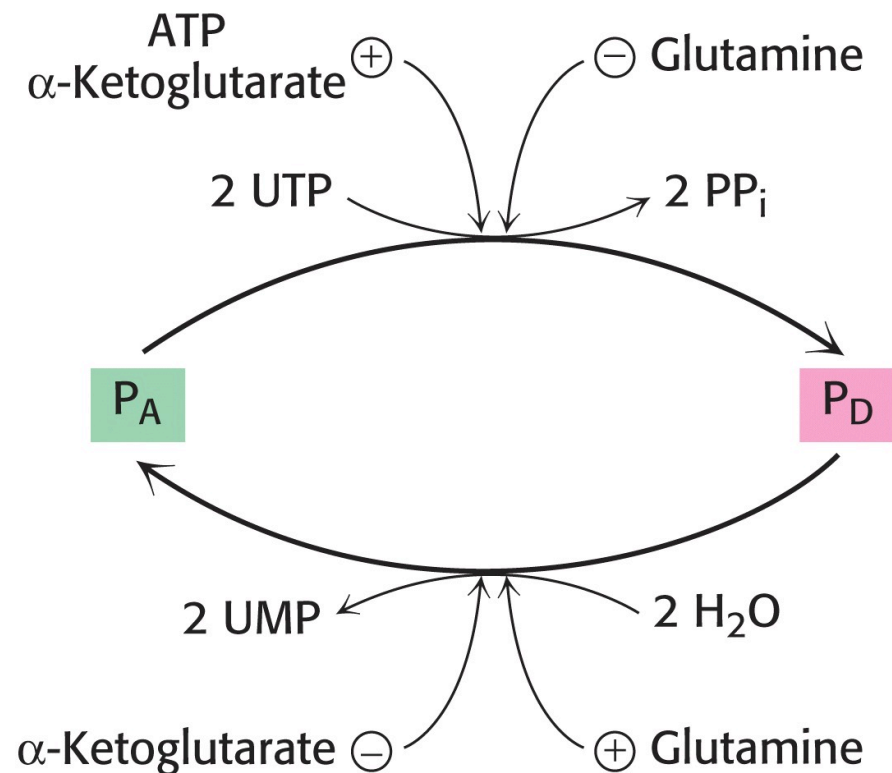 ATP
α-Ketoglutarate + − Glutamine
2 UTP 2 PPi
PA PD
2 UMP 2 H2O
α-Ketoglutarate − + Glutamine